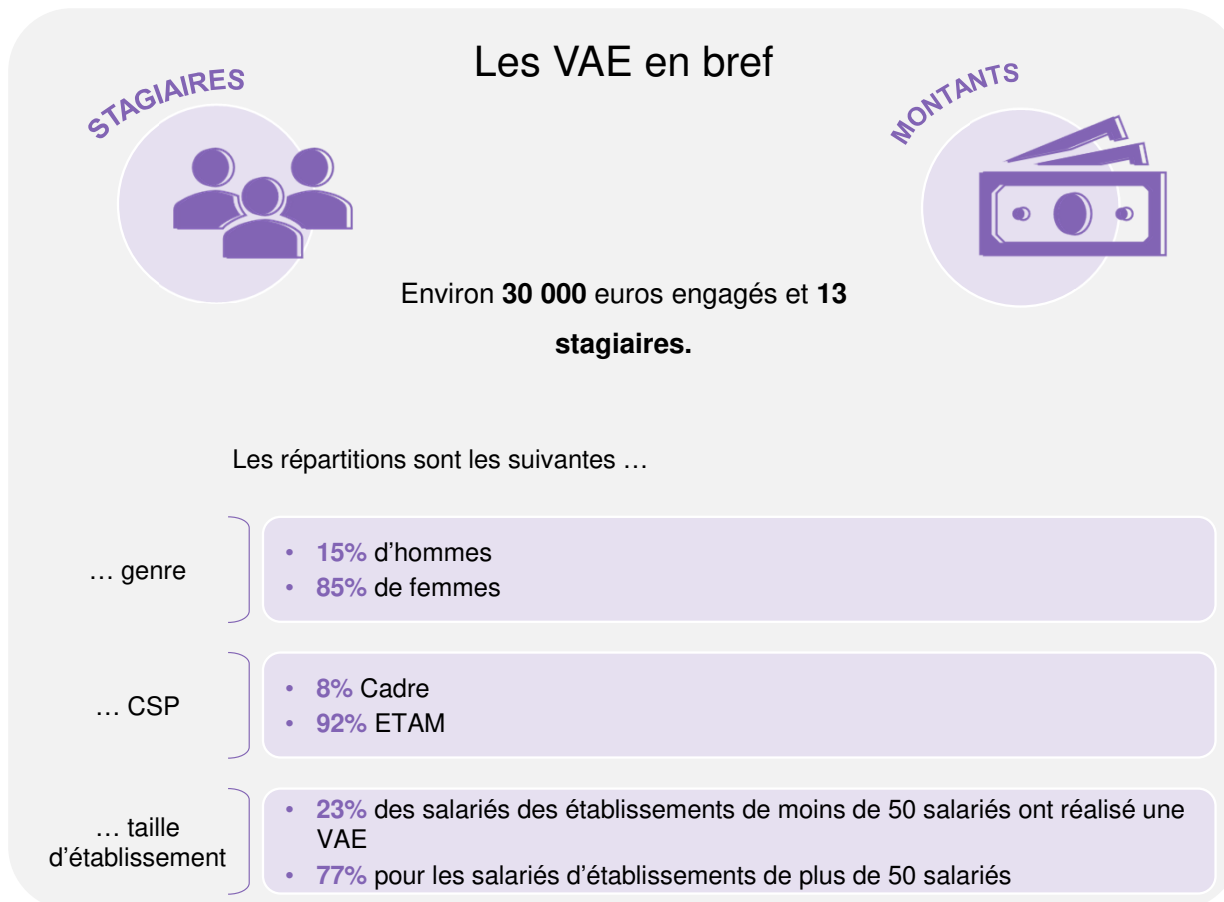 Les VAE en bref
STAGIAIRES
MONTANTS
Environ 30 000 euros engagés et 13
stagiaires.
Les répartitions sont les suivantes …
… genre
• 15% d'hommes
• 85% de femmes
… CSP
• 8% Cadre
• 92% ETAM
… taille
d'établissement
• 23% des salariés des établissements de moins de 50 salariés ont réalisé une
VAE
• 77% pour les salariés d'établissements de plus de 50 salariés